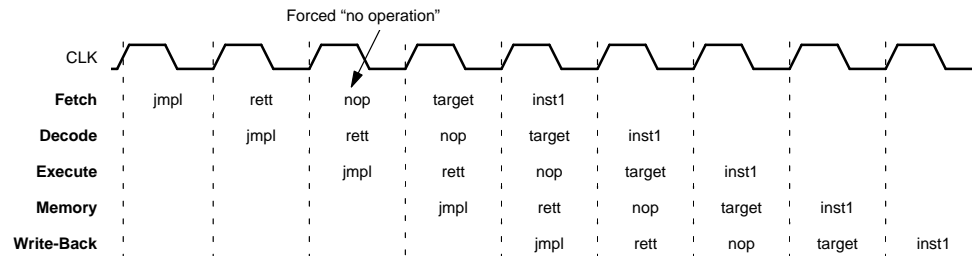 Forced “no operation”
CLK
Fetch jmpl rett nop target inst1
Decode jmpl rett nop target inst1
Execute jmpl rett nop target inst1
Memory jmpl rett nop target inst1
Write-Back jmpl rett nop target inst1